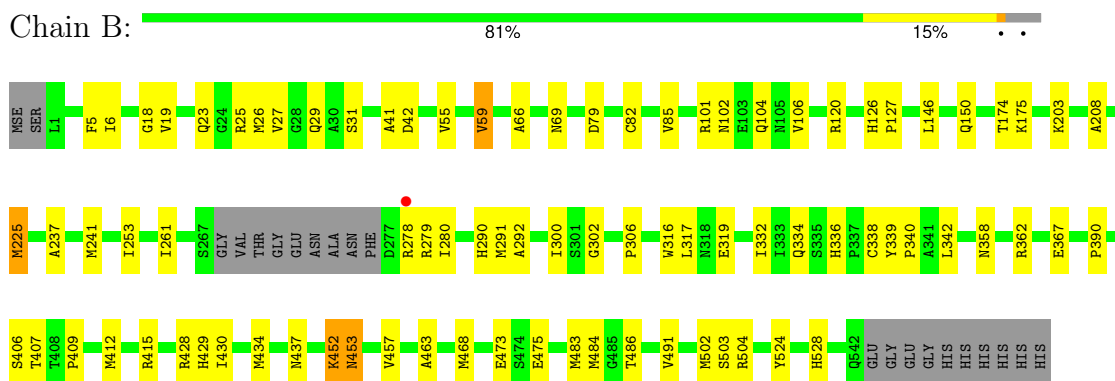 Chain B:
81% 15% • •
MSE SER L1 F5 I6 G18 V19 Q23 G24 R25 M26 V27 G28 Q29 A30 S31 A41 D42 V55 V59 A66 N69 D79 C82 V85 R101 N102 E103 Q104 N105 V106 R120 H126 P127 L146 Q150 T174 K175 K203 A208
M225 A237 M241 I253 I261 S267 GLY VAL THR GLY GLU ASN ALA ASN PHE D277 R278 R279 I280 H290 M291 A292 I300 S301 G302 P306 W316 L317 N318 E319 I332 I333 Q334 S335 H336 P337 C338 Y339 P340 A341 L342 N358 R362 E367 P390
S406 T407 T408 P409 M412 R415 R428 H429 I430 M434 N437 K452 N453 V457 A463 M468 E473 S474 E475 M483 M484 G485 T486 V491 M502 S503 R504 Y524 H528 Q542 GLU GLY GLU GLY HIS HIS HIS HIS HIS HIS